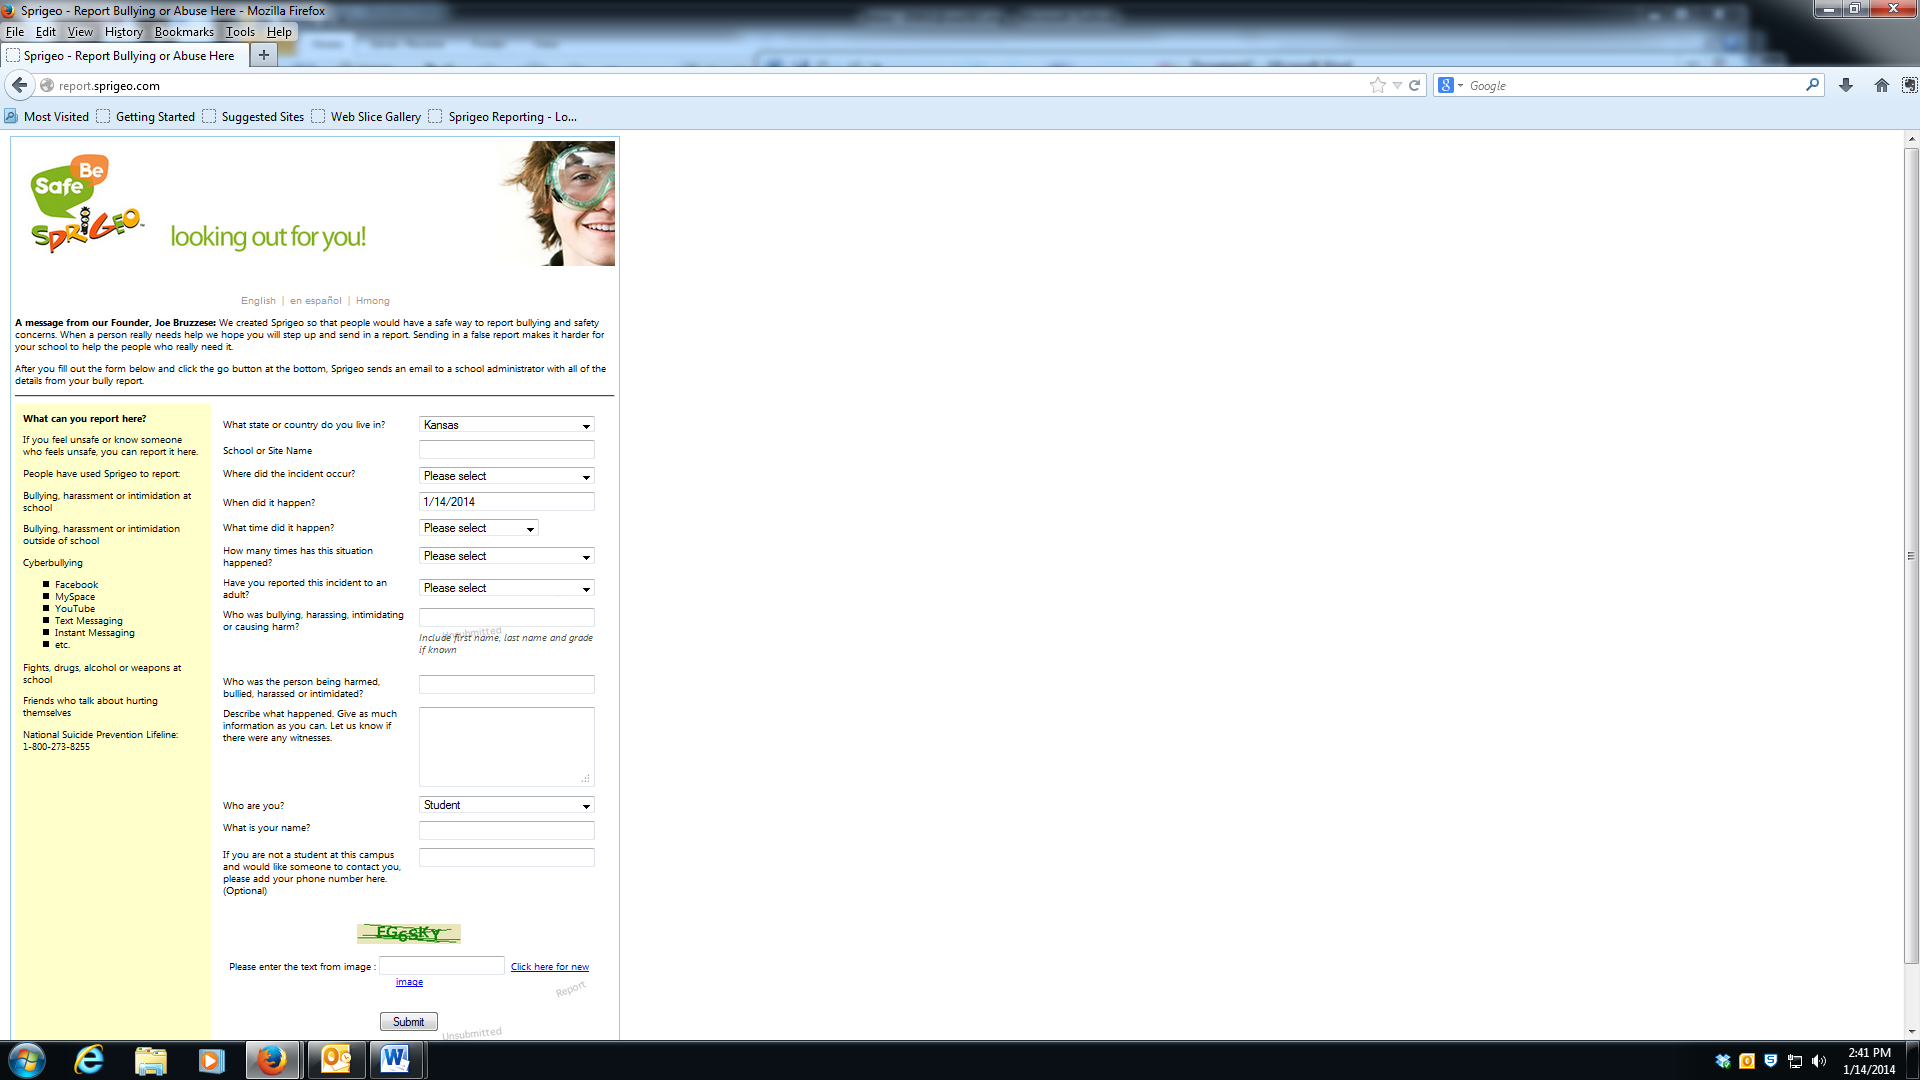 Sprigeo - Report Bullying or Abuse Here - Mozilla Firefox
File Edit View History Bookmarks Tools Help
Sprigeo - Report Bullying or Abuse Here
report.sprigeo.com
Google
Most Visited Getting Started Suggested Sites Web Slice Gallery Sprigeo Reporting - Lo...
Be
Safe
SPRIGEO™
looking out for you!
English | en español | Hmong
A message from our Founder, Joe Bruzzese: We created Sprigeo so that people would have a safe way to report bullying and safety
concerns. When a person really needs help we hope you will step up and send in a report. Sending in a false report makes it harder for
your school to help the people who really need it.
After you fill out the form below and click the go button at the bottom, Sprigeo sends an email to a school administrator with all of the
details from your bully report.
What can you report here?
If you feel unsafe or know someone
who feels unsafe, you can report it here.
People have used Sprigeo to report:
Bullying, harassment or intimidation at
school
Bullying, harassment or intimidation
outside of school
Cyberbullying
Facebook
MySpace
YouTube
Text Messaging
Instant Messaging
etc.
Fights, drugs, alcohol or weapons at
school
Friends who talk about hurting
themselves
National Suicide Prevention Lifeline:
1-800-273-8255
What state or country do you live in? Kansas
School or Site Name
Where did the incident occur? Please select
When did it happen? 1/14/2014
What time did it happen? Please select
How many times has this situation
happened? Please select
Have you reported this incident to an
adult? Please select
Who was bullying, harassing, intimidating
or causing harm?
Unsubmitted
Include first name, last name and grade
if known
Who was the person being harmed,
bullied, harassed or intimidated?
Describe what happened. Give as much
information as you can. Let us know if
there were any witnesses.
Who are you? Student
What is your name?
If you are not a student at this campus
and would like someone to contact you,
please add your phone number here.
(Optional)
EG6SKY
Please enter the text from image : Click here for new
image
Report
Submit
Unsubmitted
2:41 PM
1/14/2014